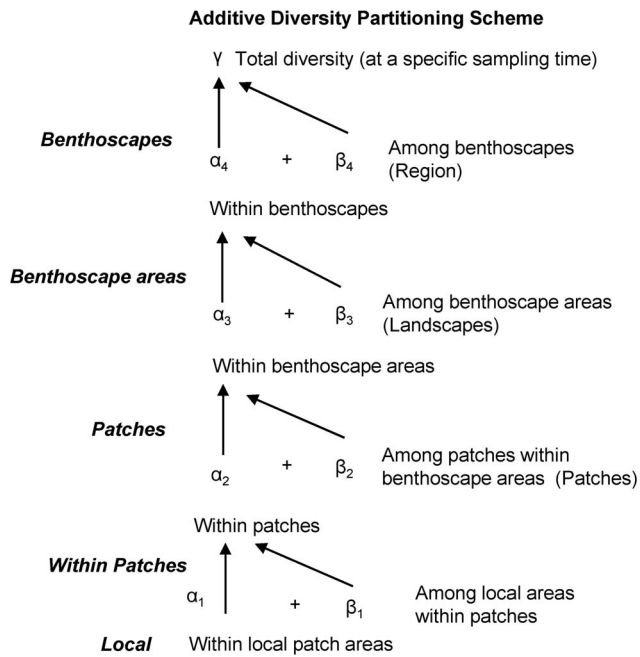 Additive Diversity Partitioning Scheme
γ Total diversity (at a specific sampling time)
Benthoscapes
α4 + β4 Among benthoscapes
(Region)
Within benthoscapes
Benthoscape areas
α3 + β3 Among benthoscape areas
(Landscapes)
Within benthoscape areas
Patches
α2 + β2 Among patches within
benthoscape areas (Patches)
Within patches
Within Patches
α1 + β1 Among local areas
within patches
Local Within local patch areas